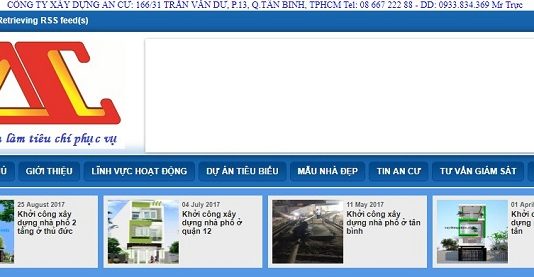 CÔNG TY XÂY DỰNG AN CƯ: 166/31 TRẦN VĂN DƯ, P.13, Q.TÂN BÌNH, TPHCM Tel: 08 667 222 88 - DD: 0933.834.369 Mr Trực
Retrieving RSS feed(s)
làm tiêu chí phục vụ
GIỚI THIỆU LĨNH VỰC HOẠT ĐỘNG DỰ ÁN TIÊU BIỂU MẪU NHÀ ĐẸP TIN AN CƯ TƯ VẤN GIÁM SÁT
25 August 2017
Khởi công xây
dựng nhà phố 2
tầng ở thủ đức
04 July 2017
Khởi công xây
dựng nhà phố ở
quận 12
11 May 2017
Khởi công xây
dựng nhà phố ở tân
bình
01 April
Khởi
dựng